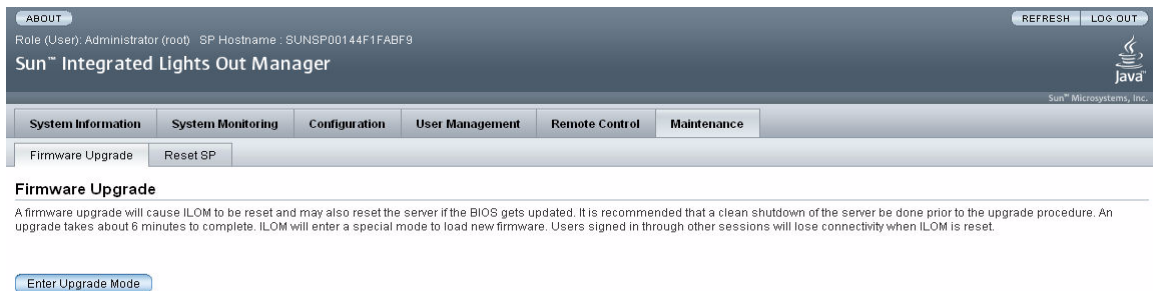 ABOUT
REFRESH LOG OUT
Role (User): Administrator (root) SP Hostname : SUNSP00144F1FABF9
Sun™ Integrated Lights Out Manager
Java™
Sun™ Microsystems, Inc.
System Information System Monitoring Configuration User Management Remote Control Maintenance
Firmware Upgrade Reset SP
Firmware Upgrade
A firmware upgrade will cause ILOM to be reset and may also reset the server if the BIOS gets updated. It is recommended that a clean shutdown of the server be done prior to the upgrade procedure. An
upgrade takes about 6 minutes to complete. ILOM will enter a special mode to load new firmware. Users signed in through other sessions will lose connectivity when ILOM is reset.
Enter Upgrade Mode